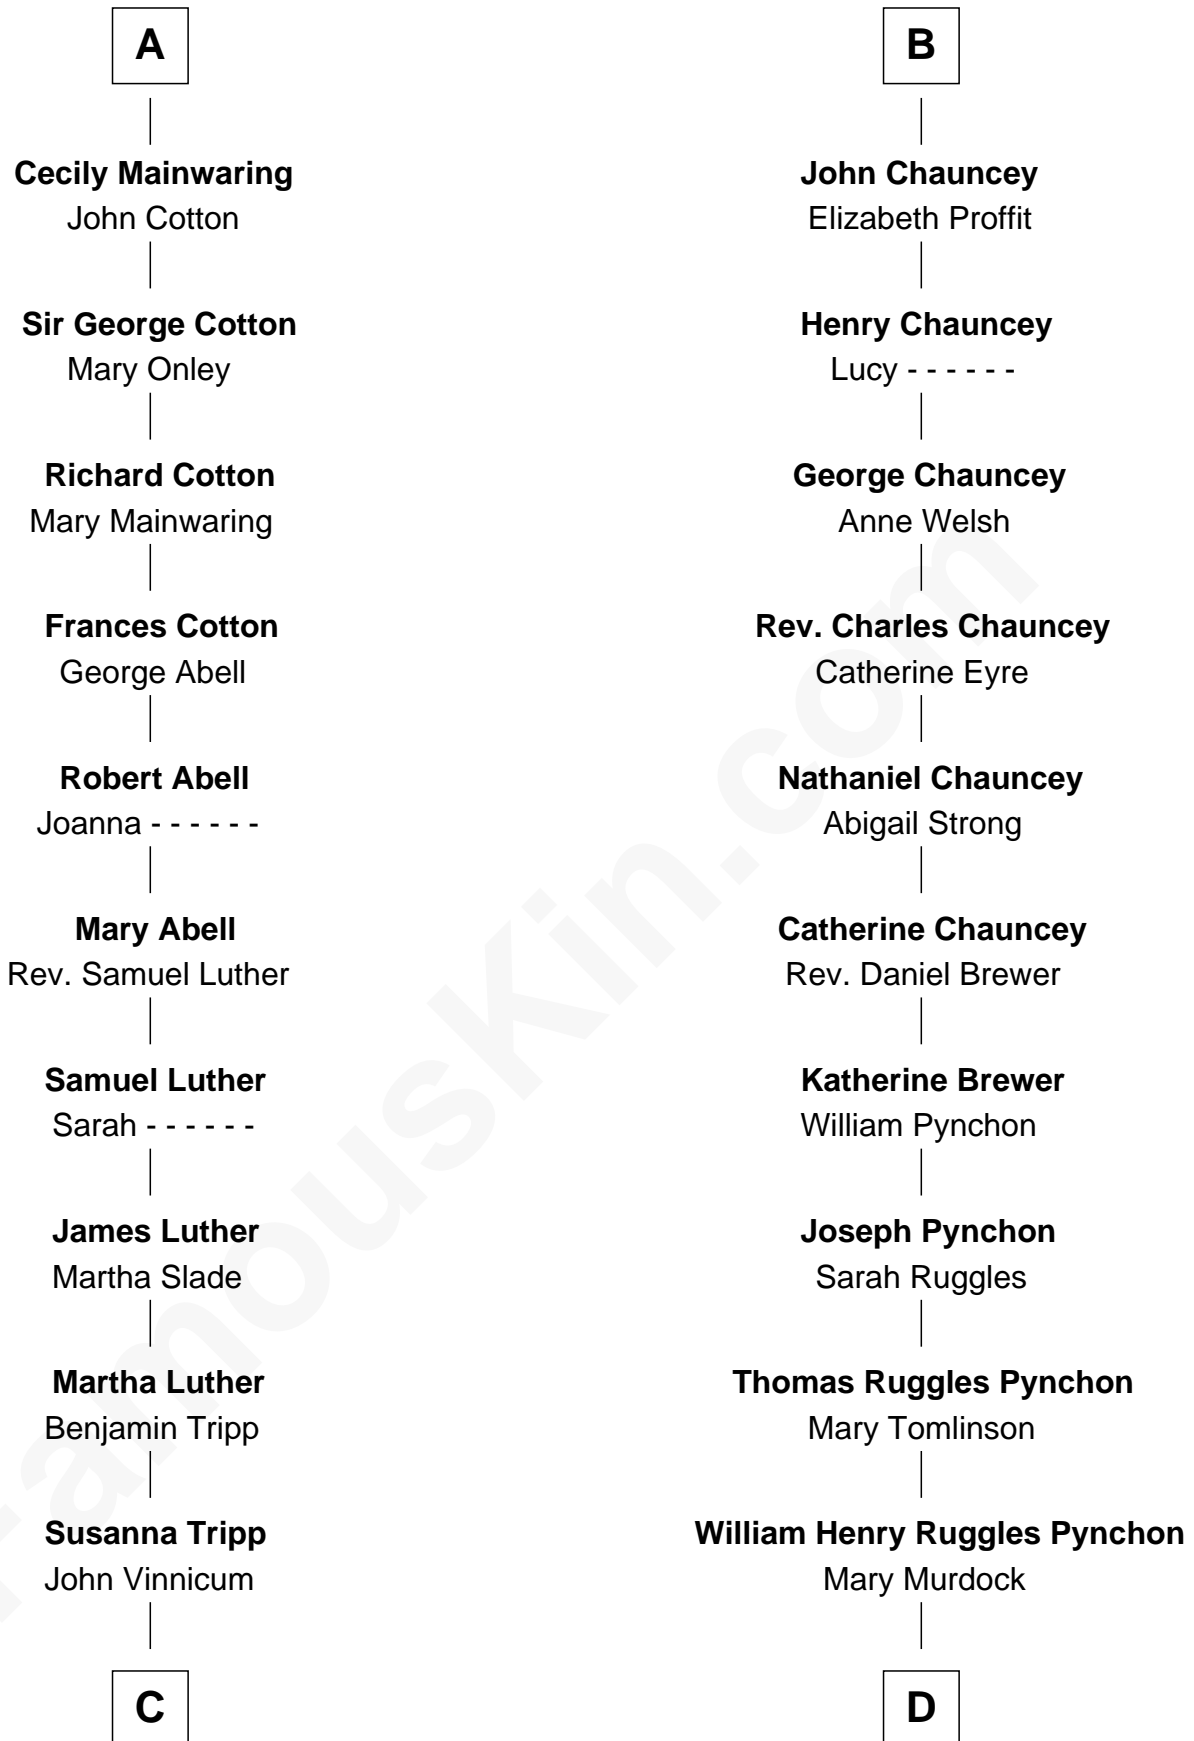 A
Cecily Mainwaring
John Cotton
Sir George Cotton
Mary Onley
Richard Cotton
Mary Mainwaring
Frances Cotton
George Abell
Robert Abell
Joanna - - - - - -
Mary Abell
Rev. Samuel Luther
Samuel Luther
Sarah - - - - - -
James Luther
Martha Slade
Martha Luther
Benjamin Tripp
Susanna Tripp
John Vinnicum
C
B
John Chauncey
Elizabeth Proffit
Henry Chauncey
Lucy - - - - - -
George Chauncey
Anne Welsh
Rev. Charles Chauncey
Catherine Eyre
Nathaniel Chauncey
Abigail Strong
Catherine Chauncey
Rev. Daniel Brewer
Katherine Brewer
William Pynchon
Joseph Pynchon
Sarah Ruggles
Thomas Ruggles Pynchon
Mary Tomlinson
William Henry Ruggles Pynchon
Mary Murdock
D
FamousKin.com